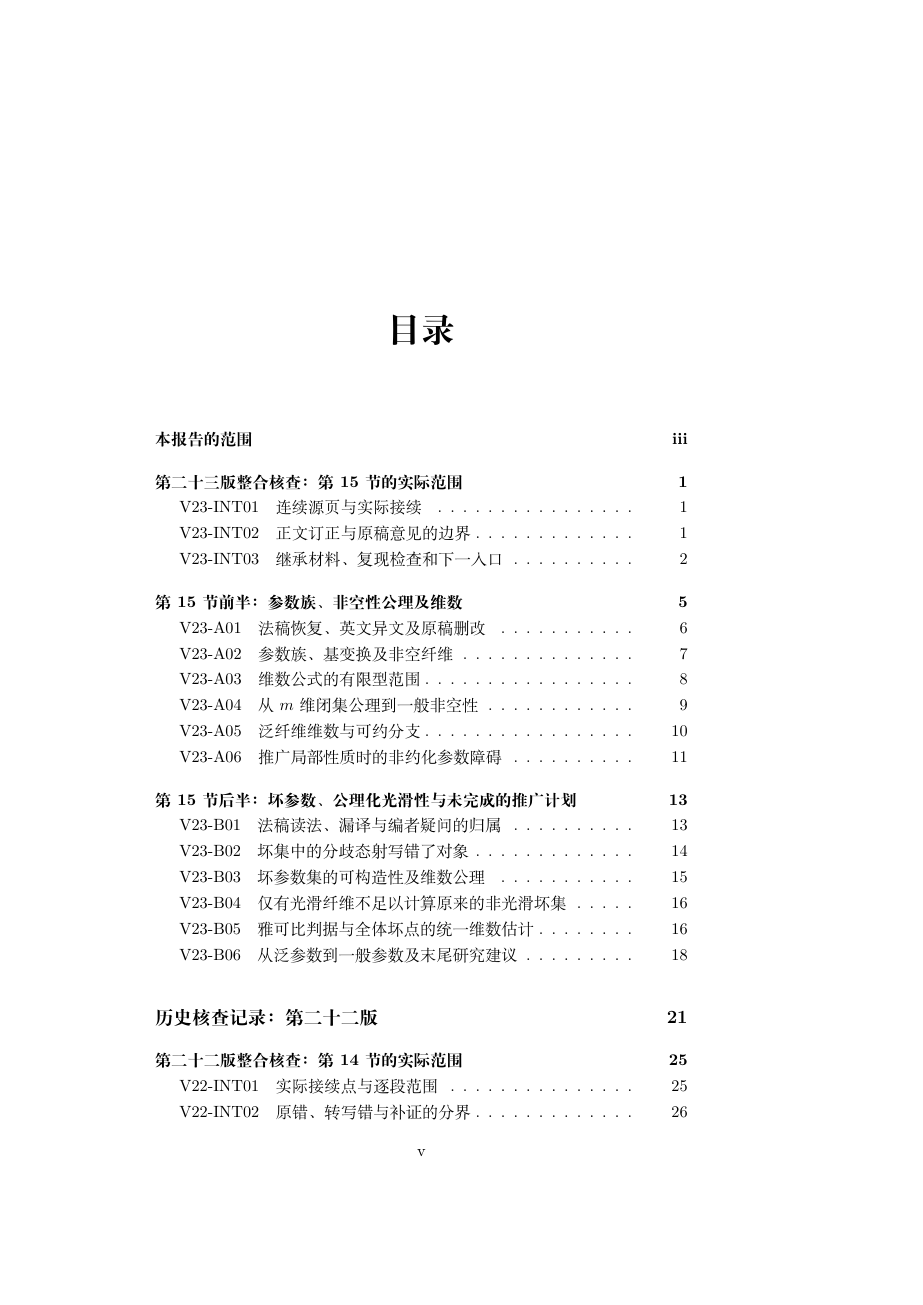 目录
本报告的范围 iii
第二十三版整合核查：第 15 节的实际范围 1
V23-INT01 连续源页与实际接续 . . . . . . . . . . . . . . . . 1
V23-INT02 正文订正与原稿意见的边界 . . . . . . . . . . . . . 1
V23-INT03 继承材料、复现检查和下一入口 . . . . . . . . . . 2
第 15 节前半：参数族、非空性公理及维数 5
V23-A01 法稿恢复、英文异文及原稿删改 . . . . . . . . . . . 6
V23-A02 参数族、基变换及非空纤维 . . . . . . . . . . . . . . 7
V23-A03 维数公式的有限型范围 . . . . . . . . . . . . . . . . . 8
V23-A04 从 m 维闭集公理到一般非空性 . . . . . . . . . . . . 9
V23-A05 泛纤维维数与可约分支 . . . . . . . . . . . . . . . . . 10
V23-A06 推广局部性质时的非约化参数障碍 . . . . . . . . . . 11
第 15 节后半：坏参数、公理化光滑性与未完成的推广计划 13
V23-B01 法稿读法、漏译与编者疑问的归属 . . . . . . . . . . 13
V23-B02 坏集中的分歧态射写错了对象 . . . . . . . . . . . . . 14
V23-B03 坏参数集的可构造性及维数公理 . . . . . . . . . . . 15
V23-B04 仅有光滑纤维不足以计算原来的非光滑坏集 . . . . . 16
V23-B05 雅可比判据与全体坏点的统一维数估计 . . . . . . . . 16
V23-B06 从泛参数到一般参数及末尾研究建议 . . . . . . . . . 18
历史核查记录：第二十二版 21
第二十二版整合核查：第 14 节的实际范围 25
V22-INT01 实际接续点与逐段范围 . . . . . . . . . . . . . . . 25
V22-INT02 原错、转写错与补证的分界 . . . . . . . . . . . . . 26
v